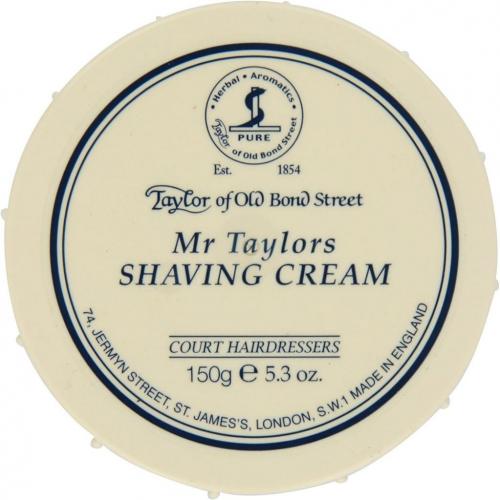 Herbal · Aromatics
PURE
Taylor of Old Bond Street
Est. 1854
Taylor of Old Bond Street
Mr Taylors
SHAVING CREAM
COURT HAIRDRESSERS
150g ℮ 5.3 oz.
74, JERMYN STREET, ST. JAMES'S, LONDON, S.W.1 MADE IN ENGLAND